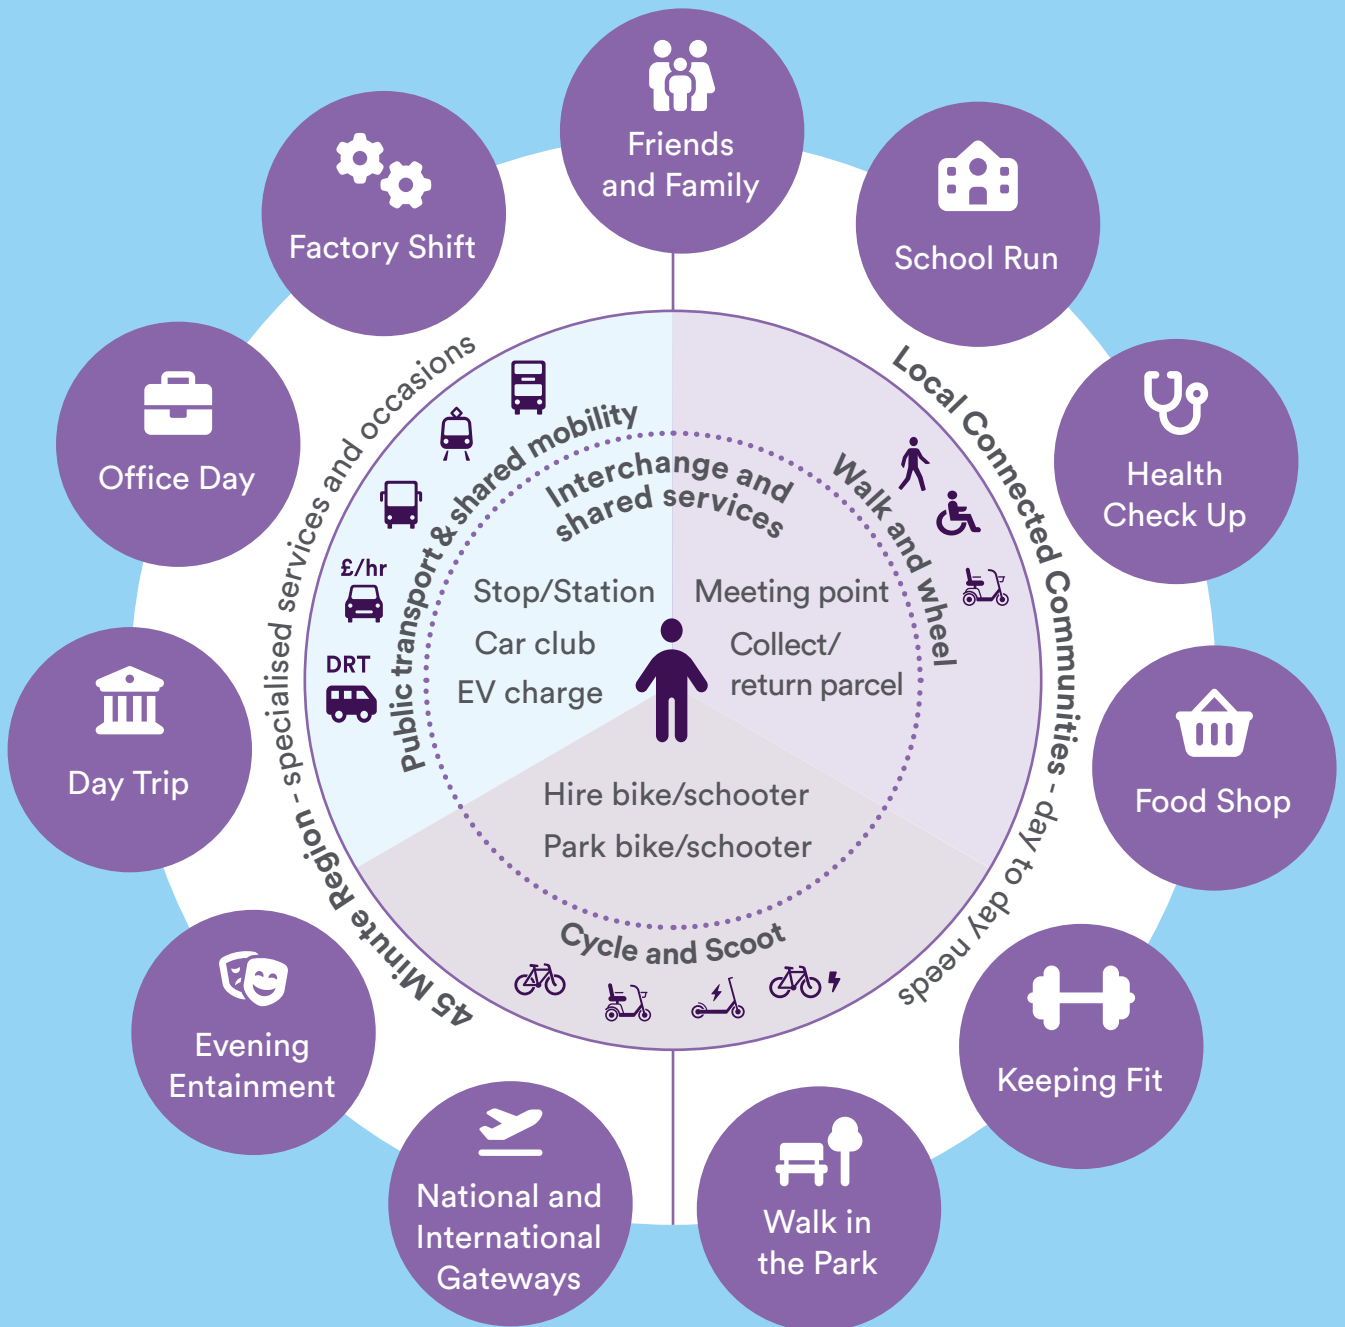 Friends
and Family
School Run
Health
Check Up
Food Shop
Keeping Fit
Walk in
the Park
National and
International
Gateways
Evening
Entainment
Day Trip
Office Day
Factory Shift
45 Minute Region - specialised services and occasions
Local Connected Communities - day to day needs
Public transport & shared mobility
£/hr
DRT
Walk and wheel
Cycle and Scoot
Interchange and
shared services
Stop/Station
Car club
EV charge
Meeting point
Collect/
return parcel
Hire bike/schooter
Park bike/schooter